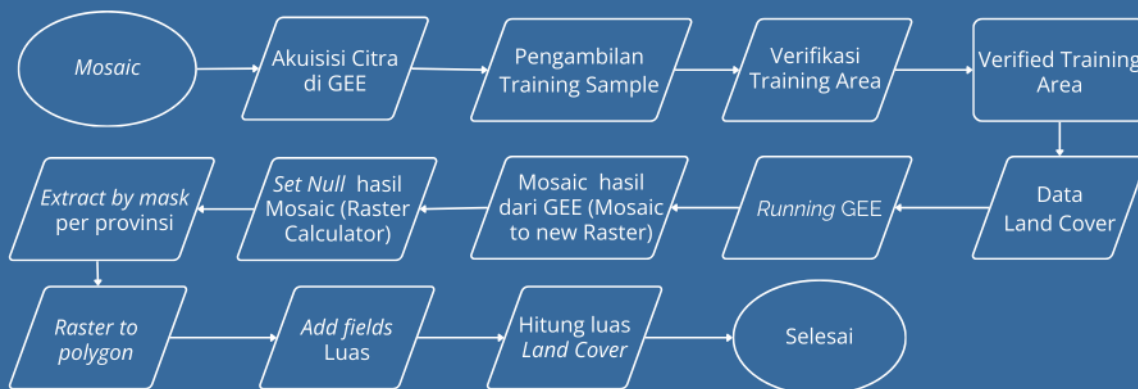 Mosaic
Akuisisi Citra
di GEE
Pengambilan
Training Sample
Verifikasi
Training Area
Verified Training
Area
Data
Land Cover
Running GEE
Mosaic hasil
dari GEE (Mosaic
to new Raster)
Set Null hasil
Mosaic (Raster
Calculator)
Extract by mask
per provinsi
Raster to
polygon
Add fields
Luas
Hitung luas
Land Cover
Selesai